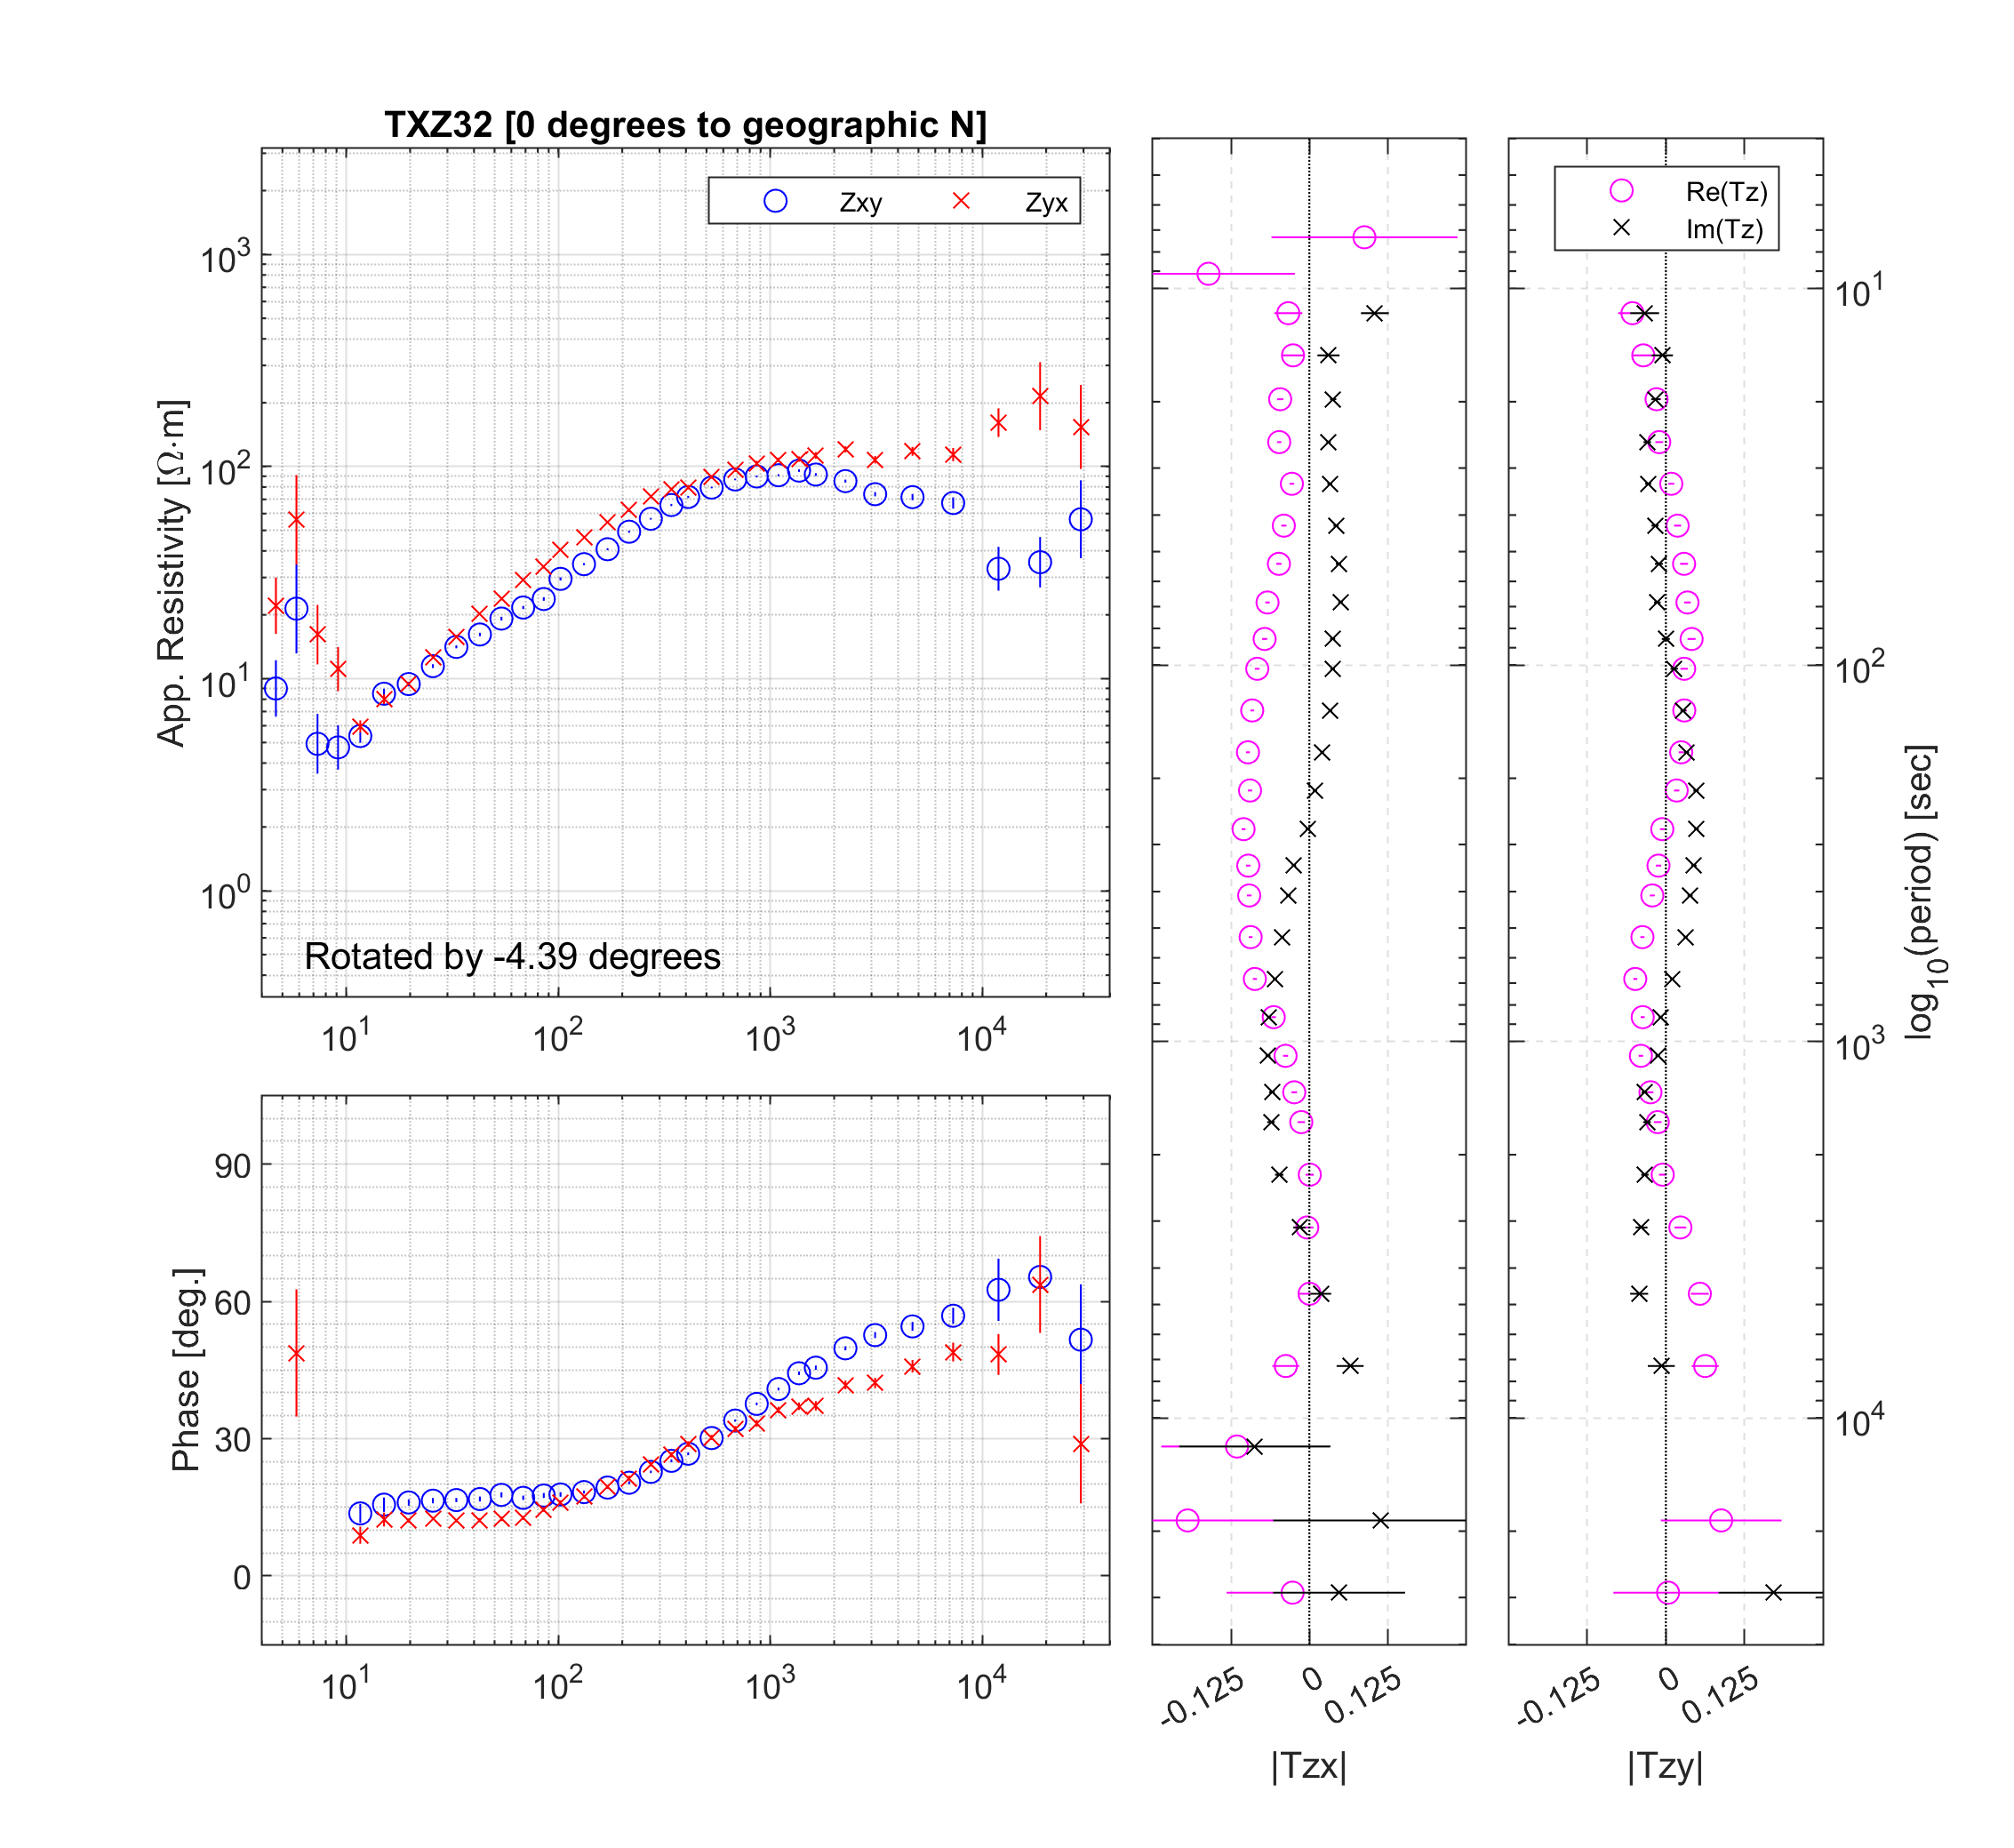 TXZ32 [0 degrees to geographic N]
Zxy Zyx
App. Resistivity [Ω·m]
10^3
10^2
10^1
10^0
Rotated by -4.39 degrees
10^1 10^2 10^3 10^4
Phase [deg.]
90
60
30
0
10^1 10^2 10^3 10^4
-0.125 0 0.125
|Tzx|
Re(Tz)
Im(Tz)
10^1
10^2
10^3
10^4
log_10(period) [sec]
-0.125 0 0.125
|Tzy|